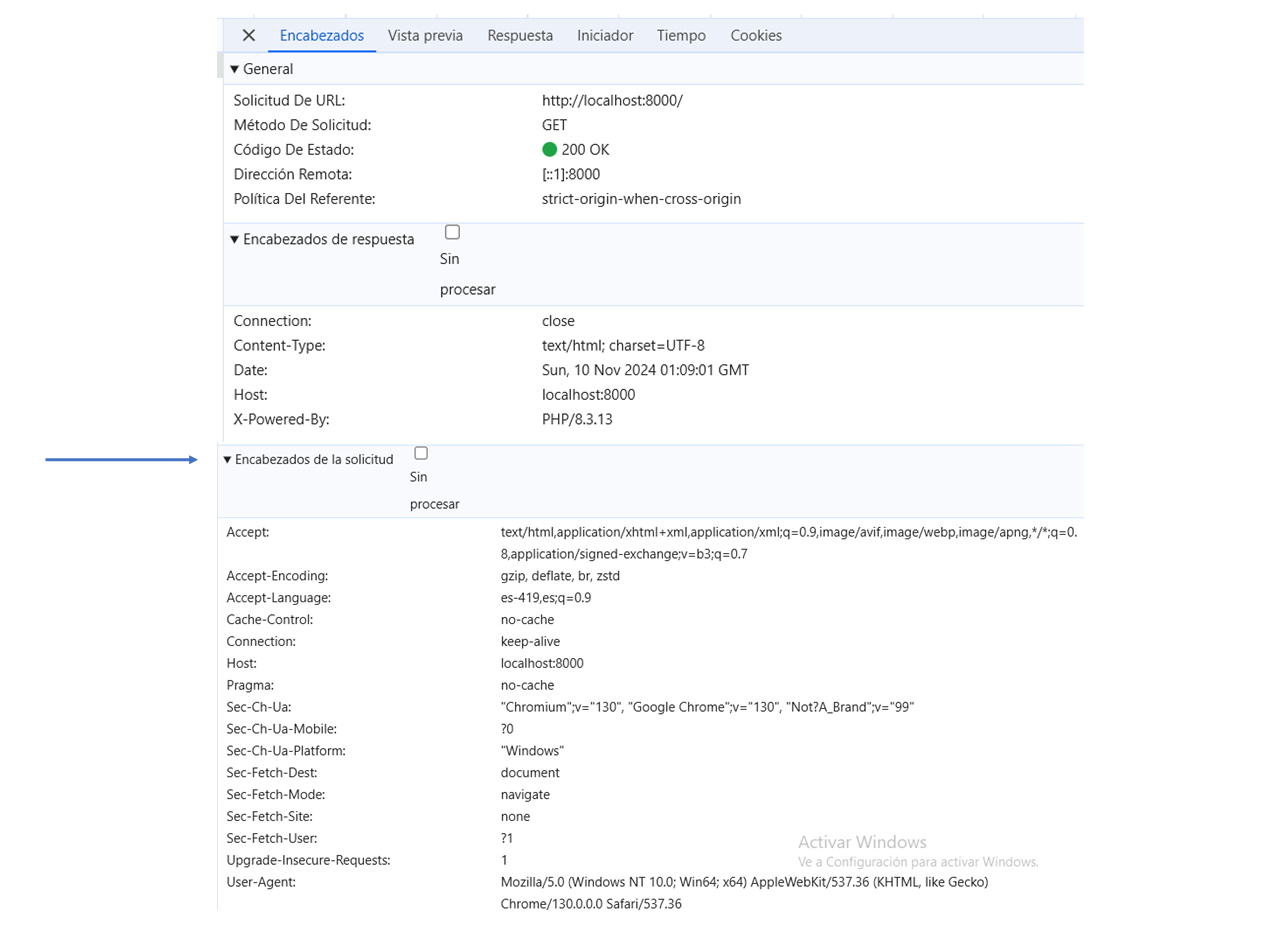 Encabezados Vista previa Respuesta Iniciador Tiempo Cookies
General
Solicitud De URL: http://localhost:8000/
Método De Solicitud: GET
Código De Estado: 200 OK
Dirección Remota: [::1]:8000
Política Del Referente: strict-origin-when-cross-origin
Encabezados de respuesta
Sin
procesar
Connection: close
Content-Type: text/html; charset=UTF-8
Date: Sun, 10 Nov 2024 01:09:01 GMT
Host: localhost:8000
X-Powered-By: PHP/8.3.13
Encabezados de la solicitud
Sin
procesar
Accept: text/html,application/xhtml+xml,application/xml;q=0.9,image/avif,image/webp,image/apng,*/*;q=0.
8,application/signed-exchange;v=b3;q=0.7
Accept-Encoding: gzip, deflate, br, zstd
Accept-Language: es-419,es;q=0.9
Cache-Control: no-cache
Connection: keep-alive
Host: localhost:8000
Pragma: no-cache
Sec-Ch-Ua: "Chromium";v="130", "Google Chrome";v="130", "Not?A_Brand";v="99"
Sec-Ch-Ua-Mobile: ?0
Sec-Ch-Ua-Platform: "Windows"
Sec-Fetch-Dest: document
Sec-Fetch-Mode: navigate
Sec-Fetch-Site: none
Sec-Fetch-User: ?1
Upgrade-Insecure-Requests: 1
User-Agent: Mozilla/5.0 (Windows NT 10.0; Win64; x64) AppleWebKit/537.36 (KHTML, like Gecko)
Chrome/130.0.0.0 Safari/537.36
Activar Windows
Ve a Configuración para activar Windows.